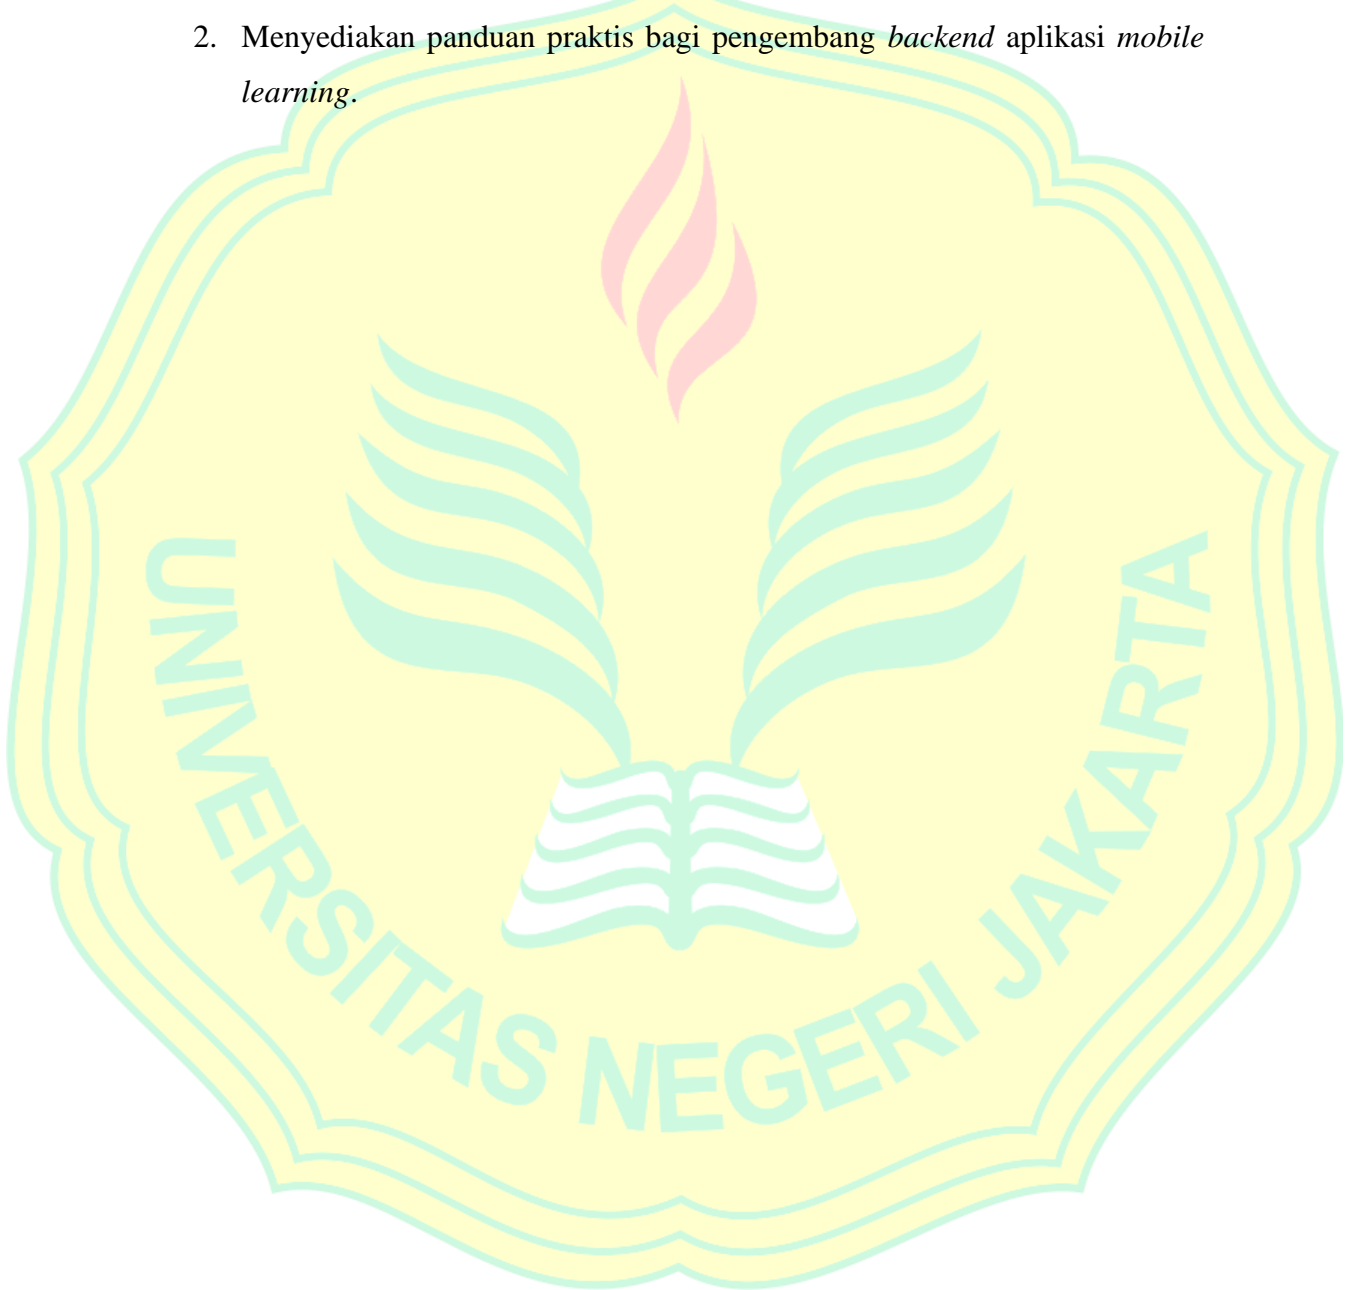 2. Menyediakan panduan praktis bagi pengembang backend aplikasi mobile
learning.
UNIVERSITAS NEGERI JAKARTA